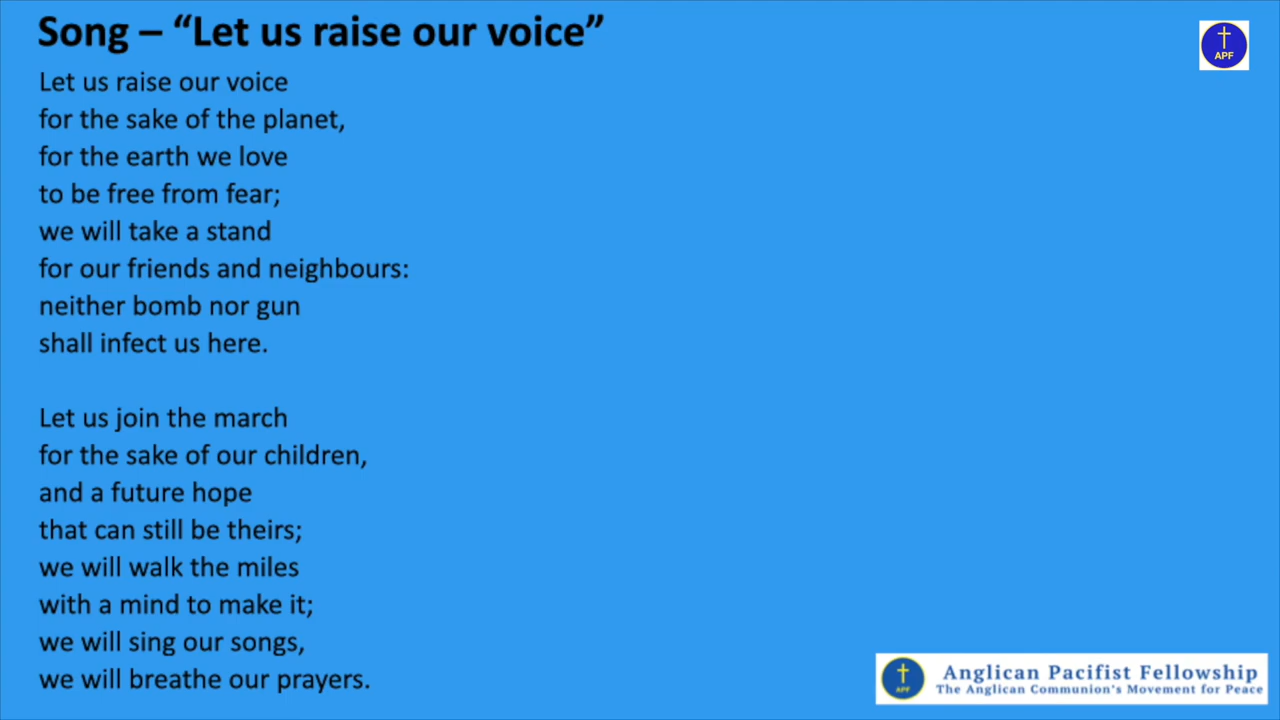 Song – “Let us raise our voice”
APF
Let us raise our voice
for the sake of the planet,
for the earth we love
to be free from fear;
we will take a stand
for our friends and neighbours:
neither bomb nor gun
shall infect us here.
Let us join the march
for the sake of our children,
and a future hope
that can still be theirs;
we will walk the miles
with a mind to make it;
we will sing our songs,
we will breathe our prayers.
APF
Anglican Pacifist Fellowship
The Anglican Communion's Movement for Peace